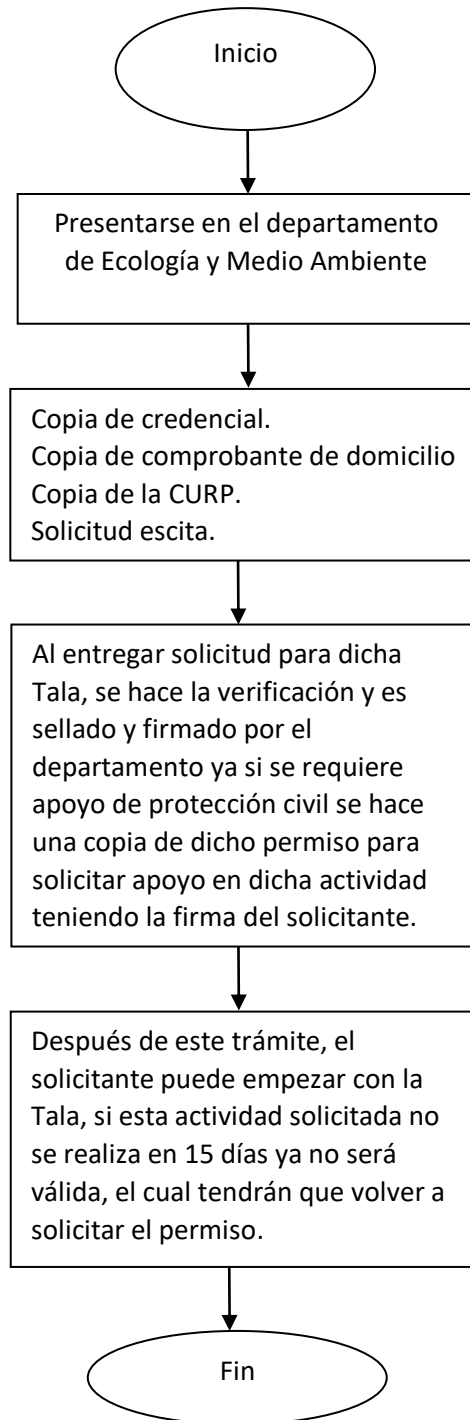 Inicio
Presentarse en el departamento
de Ecología y Medio Ambiente
Copia de credencial.
Copia de comprobante de domicilio
Copia de la CURP.
Solicitud escita.
Al entregar solicitud para dicha
Tala, se hace la verificación y es
sellado y firmado por el
departamento ya si se requiere
apoyo de protección civil se hace
una copia de dicho permiso para
solicitar apoyo en dicha actividad
teniendo la firma del solicitante.
Después de este trámite, el
solicitante puede empezar con la
Tala, si esta actividad solicitada no
se realiza en 15 días ya no será
válida, el cual tendrán que volver a
solicitar el permiso.
Fin